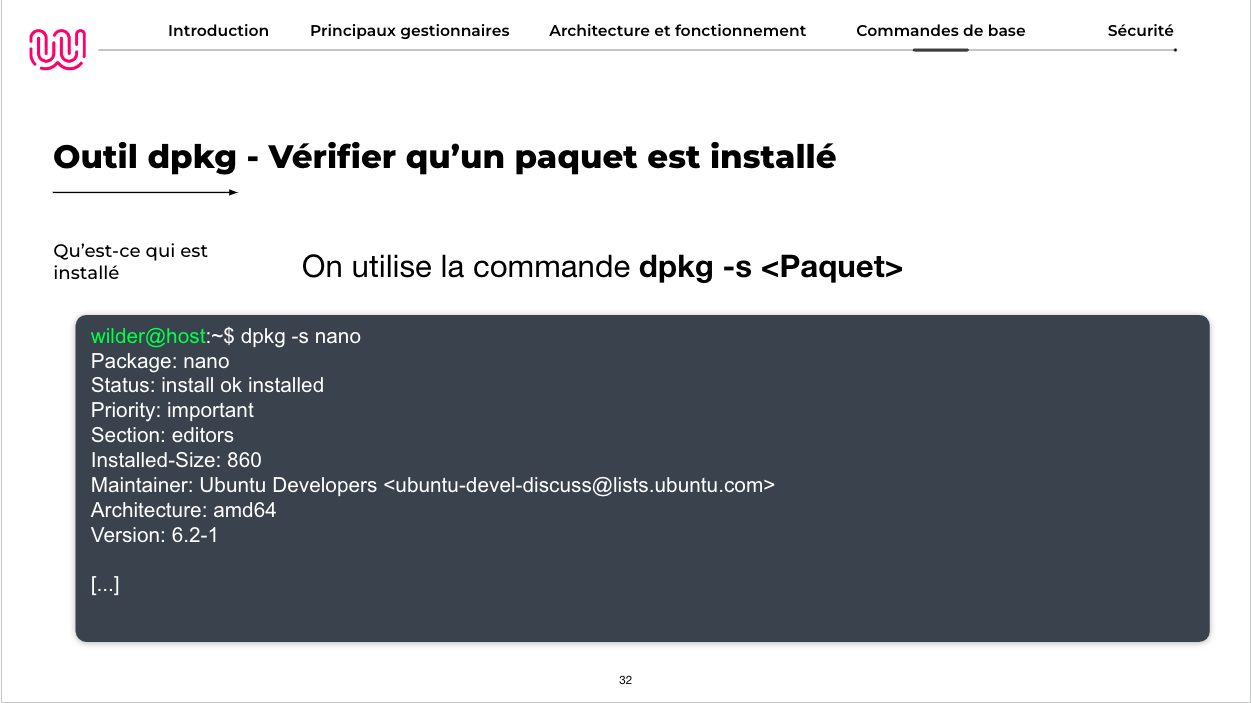 Introduction Principaux gestionnaires Architecture et fonctionnement Commandes de base Sécurité
Outil dpkg - Vérifier qu’un paquet est installé
Qu’est-ce qui est
installé
On utilise la commande dpkg -s <Paquet>
wilder@host:~$ dpkg -s nano
Package: nano
Status: install ok installed
Priority: important
Section: editors
Installed-Size: 860
Maintainer: Ubuntu Developers <ubuntu-devel-discuss@lists.ubuntu.com>
Architecture: amd64
Version: 6.2-1
[...]
32